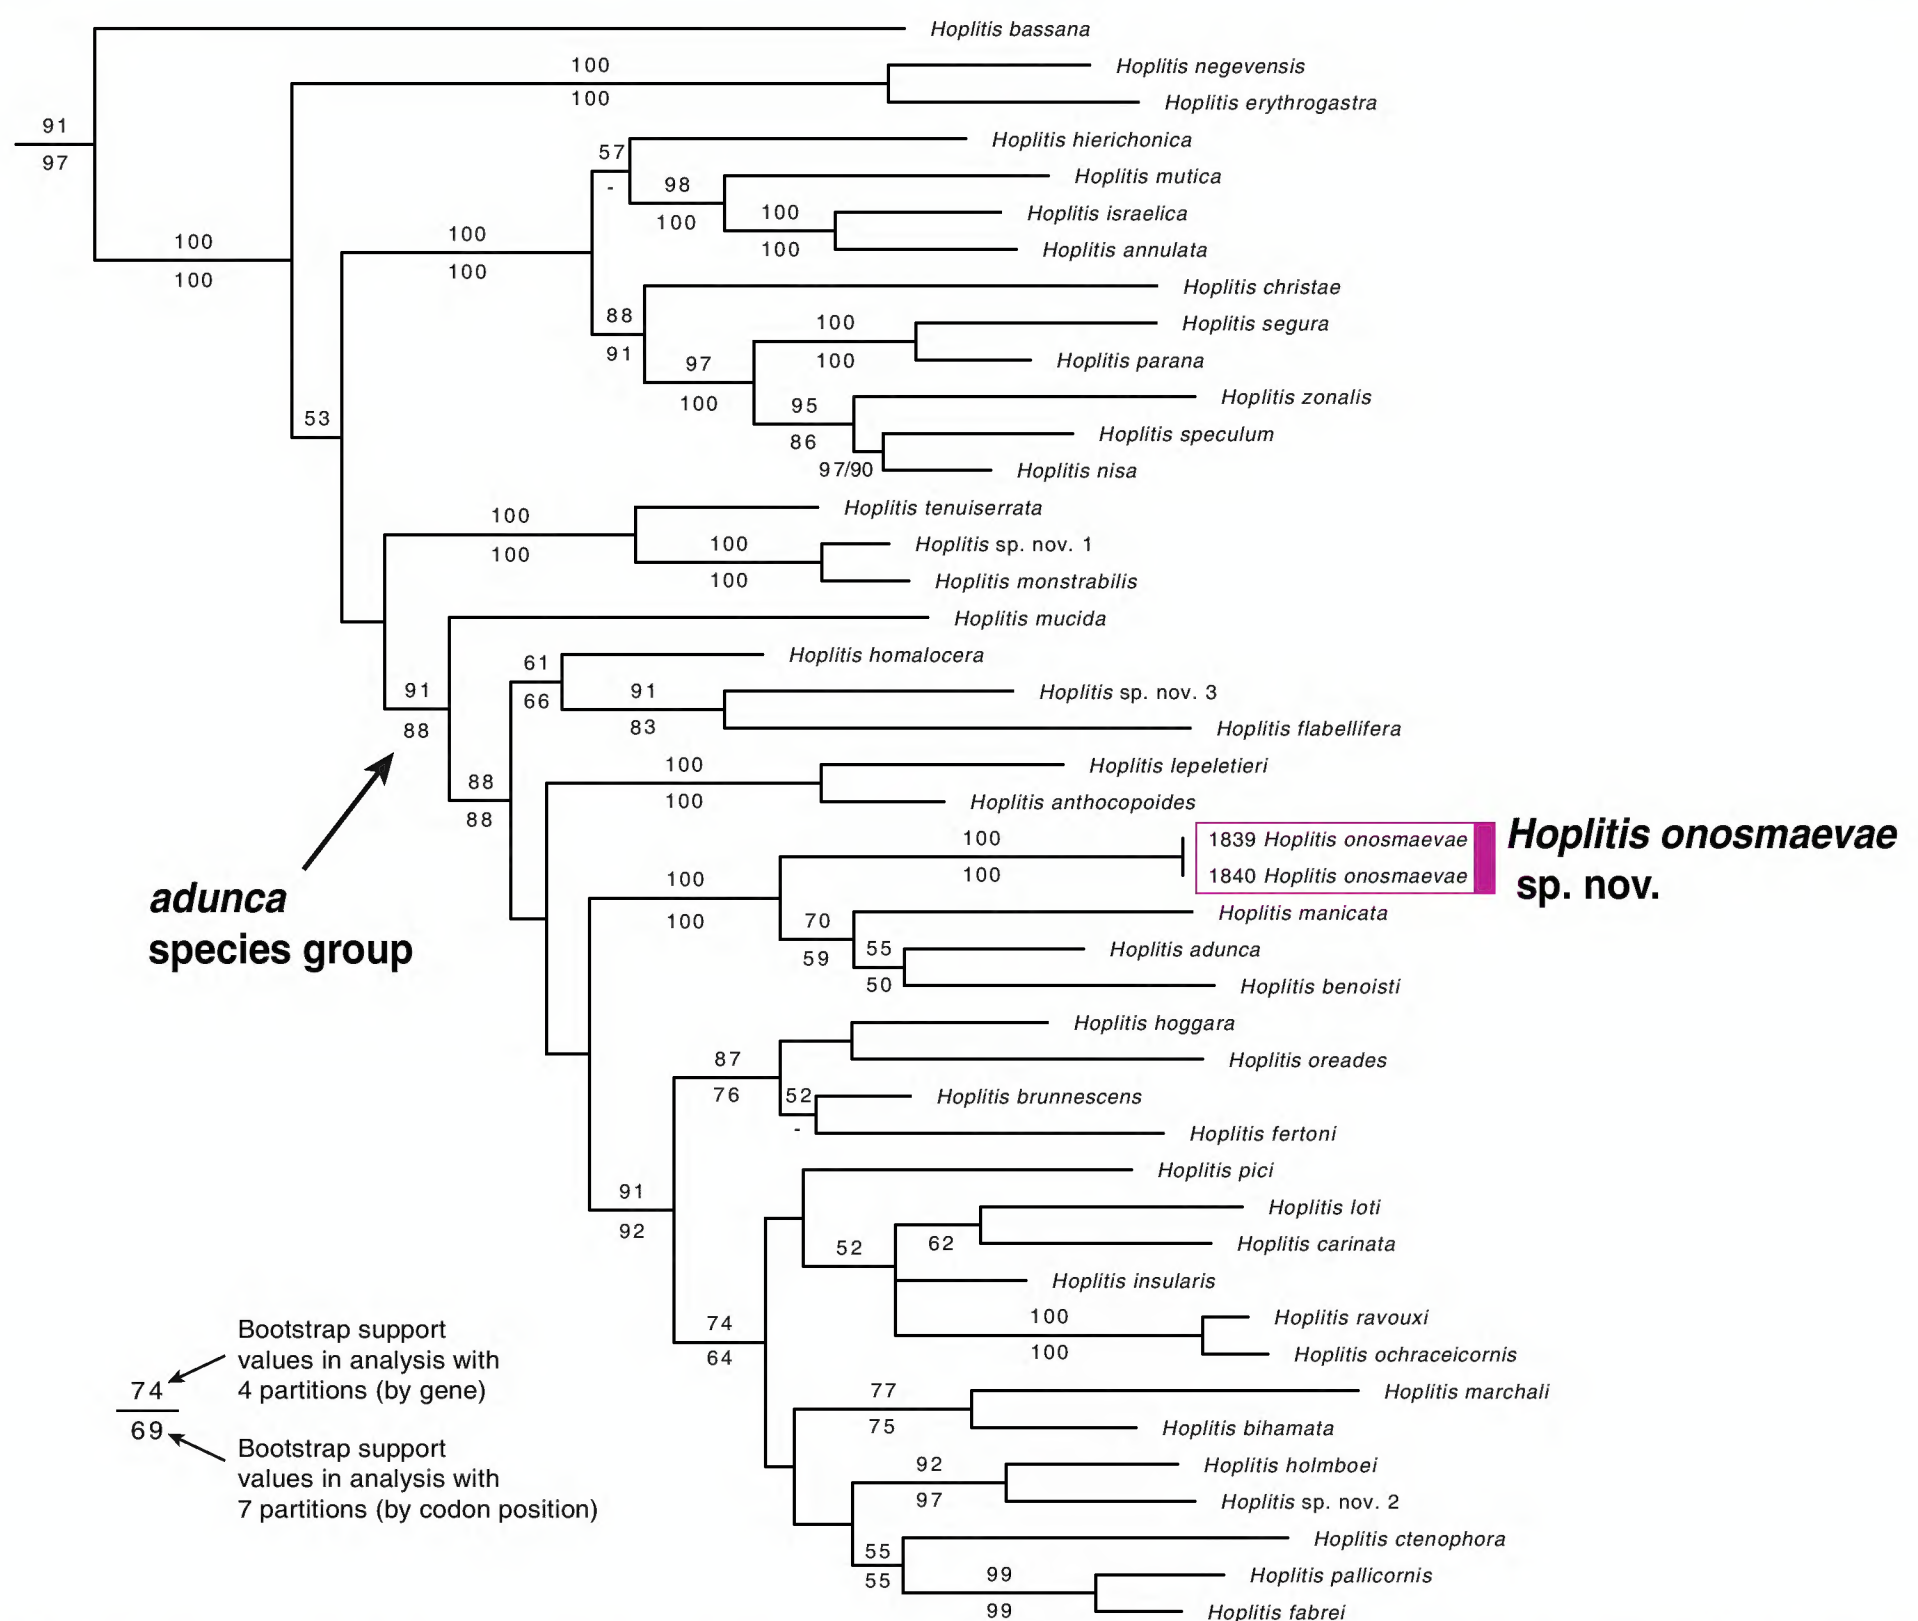 Hoplitis bassana
100
Hoplitis negevensis
100
Hoplitis erythrogastra
91
97
Hoplitis hierichonica
57
-
98
Hoplitis mutica
100
100
Hoplitis israelica
100
Hoplitis annulata
100
100
100
100
Hoplitis christae
88
91
100
Hoplitis segura
100
Hoplitis parana
97
100
95
Hoplitis zonalis
86
Hoplitis speculum
97/90
Hoplitis nisa
53
100
Hoplitis tenuiserrata
100
100
Hoplitis sp. nov. 1
100
Hoplitis monstrabilis
Hoplitis mucida
61
Hoplitis homalocera
66
91
Hoplitis sp. nov. 3
83
Hoplitis flabellifera
91
88
100
Hoplitis lepeletieri
100
Hoplitis anthocopoides
88
88
100
1839 Hoplitis onosmaevae
100
1840 Hoplitis onosmaevae
Hoplitis onosmaevae
sp. nov.
adunca
species group
100
100
70
Hoplitis manicata
59
55
Hoplitis adunca
50
Hoplitis benoisti
Hoplitis hoggara
87
Hoplitis oreades
76
52
Hoplitis brunnescens
-
Hoplitis fertoni
Hoplitis pici
91
92
Hoplitis loti
52
62
Hoplitis carinata
Hoplitis insularis
74
64
100
Hoplitis ravouxi
100
Hoplitis ochraceicornis
77
Hoplitis marchali
75
Hoplitis bihamata
92
Hoplitis holmboei
97
Hoplitis sp. nov. 2
55
Hoplitis ctenophora
55
99
Hoplitis pallicornis
99
Hoplitis fabrei
Bootstrap support
values in analysis with
4 partitions (by gene)
74
69
Bootstrap support
values in analysis with
7 partitions (by codon position)